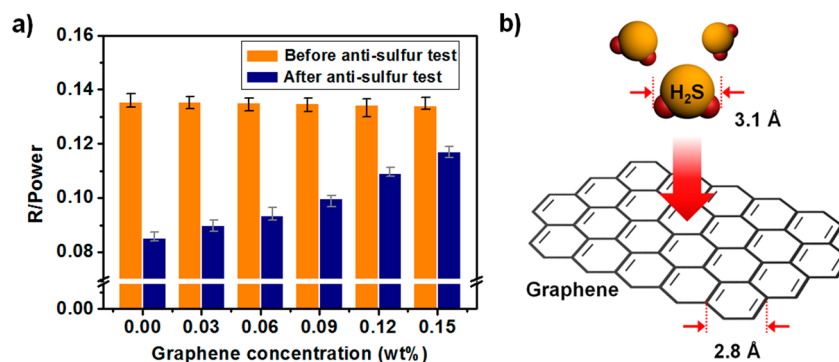 a)
0.16
0.14
0.12
0.10
0.08
0.00
R/Power
Before anti-sulfur test
After anti-sulfur test
0.00 0.03 0.06 0.09 0.12 0.15
Graphene concentration (wt%)
b)
H₂S
3.1 Å
Graphene
2.8 Å